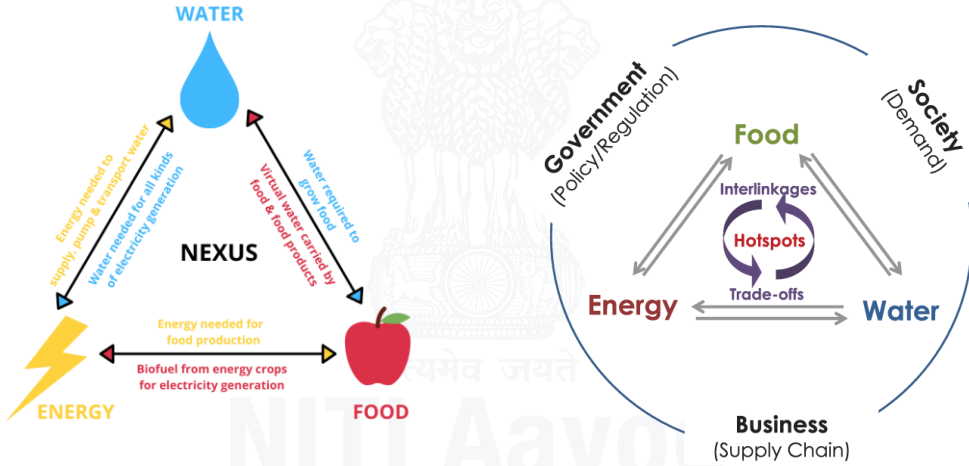 WATER
Energy needed to
supply, pump & transport water
Water needed for all kinds
of electricity generation
Water required to
grow food
Virtual water carried by
food & food products
NEXUS
Energy needed for
food production
Biofuel from energy crops
for electricity generation
ENERGY
FOOD
Government
(Policy/Regulation)
Society
(Demand)
Food
Interlinkages
Hotspots
Trade-offs
Energy
Water
Business
(Supply Chain)
सत्यमेव जयते
NITI Aayog